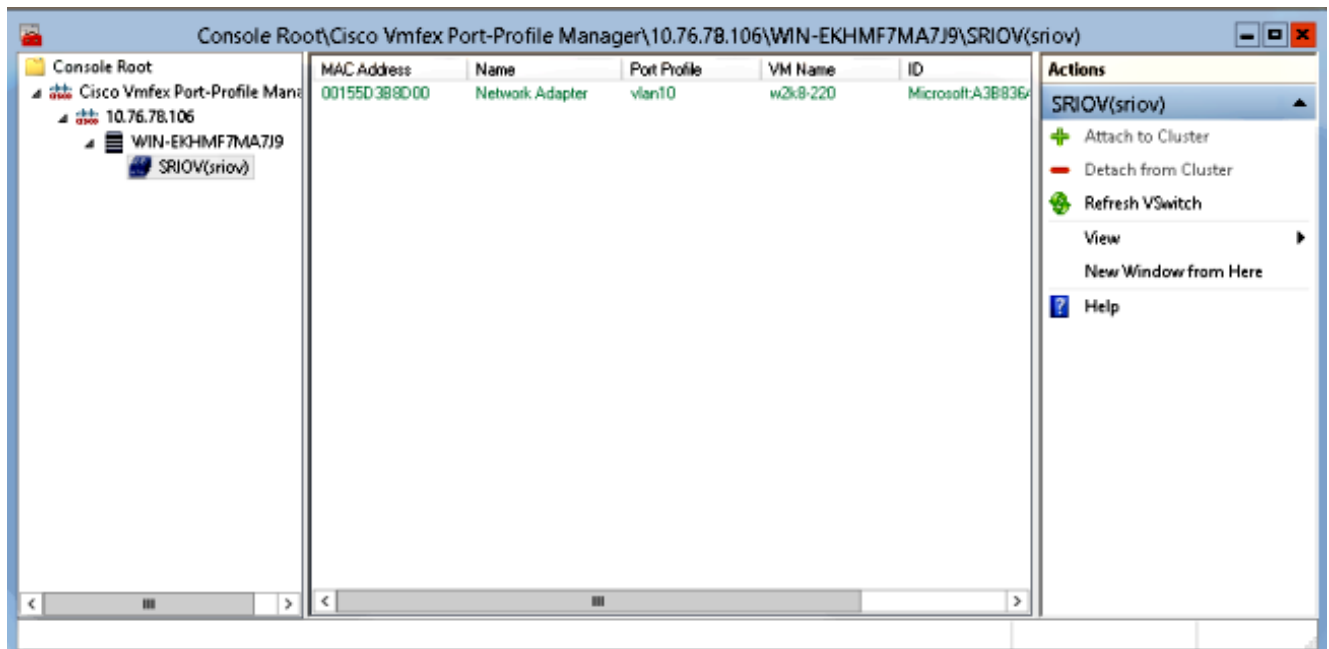 Console Root\Cisco Vmfex Port-Profile Manager\10.76.78.106\WIN-EKHMF7MA7J9\SRIOV(sriov)
Console Root
Cisco Vmfex Port-Profile Mana
10.76.78.106
WIN-EKHMF7MA7J9
SRIOV(sriov)
MAC Address Name Port Profile VM Name ID
00155D3B8D00 Network Adapter vlan10 w2k8-220 Microsoft:A3B836A
Actions
SRIOV(sriov)
Attach to Cluster
Detach from Cluster
Refresh VSwitch
View
New Window from Here
Help